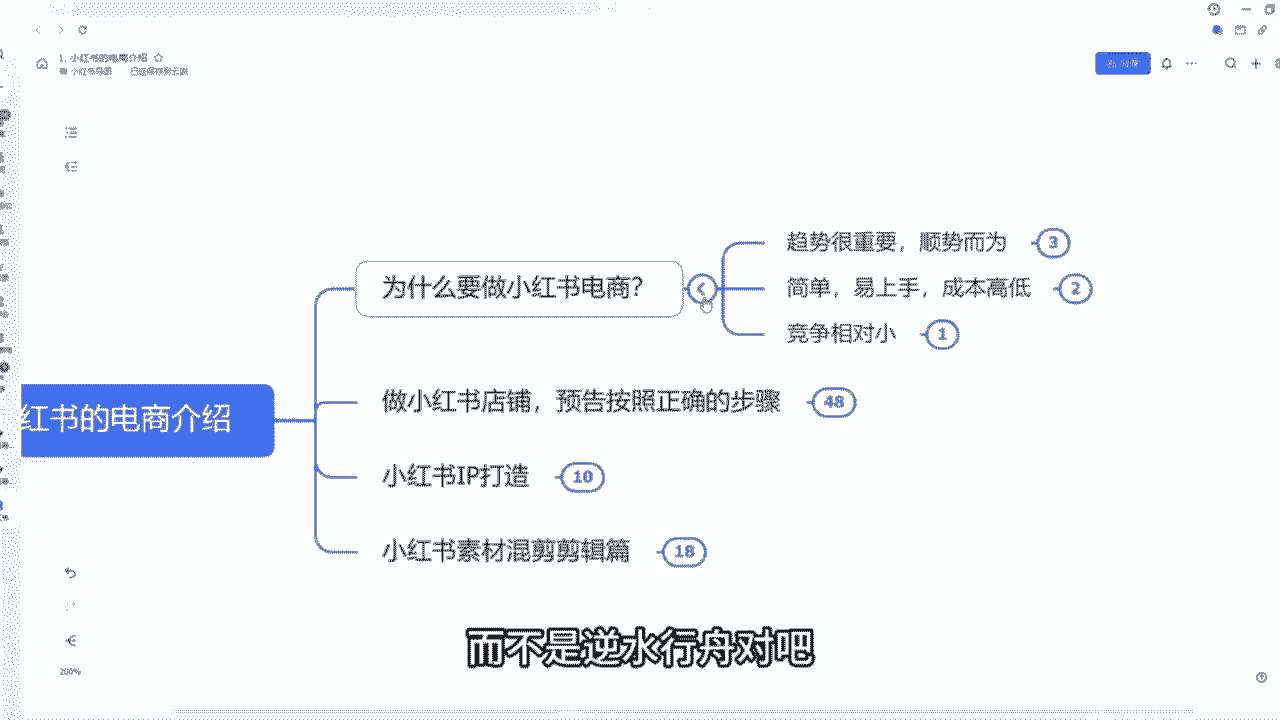 1. 小红书的电商介绍
小红书导图 已经保存到云端
分享
为什么要做小红书电商?
趋势很重要，顺势而为 3
简单，易上手，成本高低 2
竞争相对小 1
红书的电商介绍
做小红书店铺，预告按照正确的步骤 48
小红书IP打造 10
小红书素材混剪剪辑篇 18
200%
而不是逆水行舟对吧